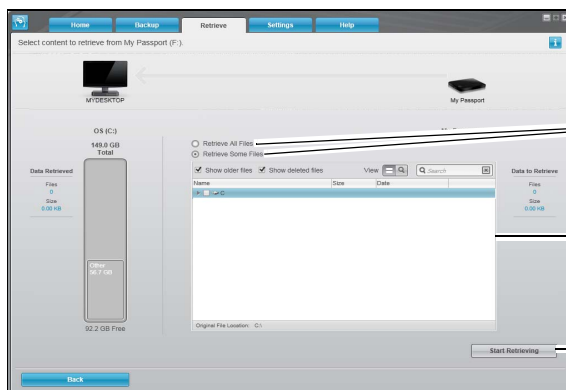 Home Backup Retrieve Settings Help
Select content to retrieve from My Passport (F:).
MYDESKTOP
My Passport
OS (C:)
149.0 GB
Total
Retrieve All Files
Retrieve Some Files
Show older files Show deleted files View Search
Name Size Date
C
Original File Location: C:\
Data Retrieved
Files
0
Size
0.00 KB
Other
56.7 GB
92.2 GB Free
Data to Retrieve
Files
0
Size
0.00 KB
Start Retrieving
Back